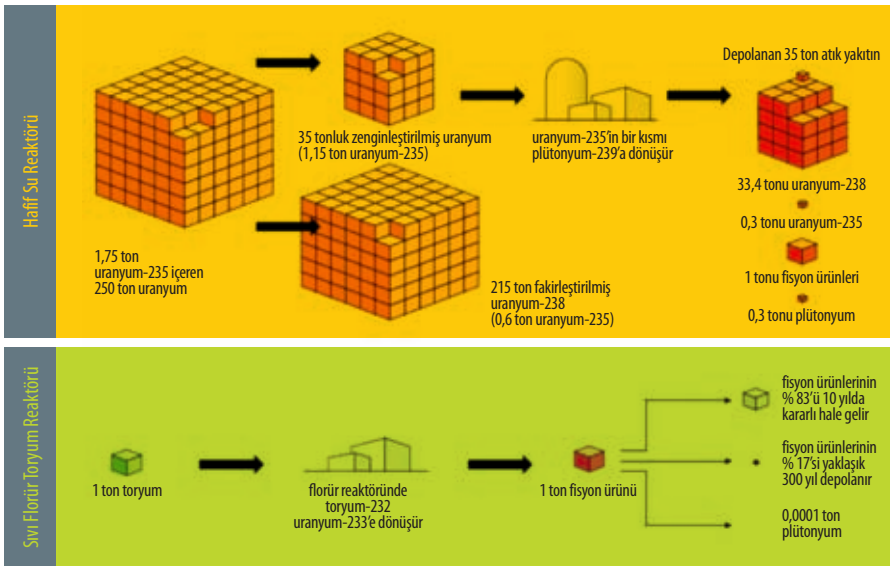 Hafif Su Reaktörü
1,75 ton
uranyum-235 içeren
250 ton uranyum
35 tonluk zenginleştirilmiş uranyum
(1,15 ton uranyum-235)
215 ton fakirleştirilmiş
uranyum-238
(0,6 ton uranyum-235)
uranyum-235'in bir kısmı
plütonyum-239'a dönüşür
Depolanan 35 ton atık yakıtın
33,4 tonu uranyum-238
0,3 tonu uranyum-235
1 tonu fisyon ürünleri
0,3 tonu plütonyum
Sıvı Florür Toryum Reaktörü
1 ton toryum
florür reaktöründe
toryum-232
uranyum-233'e dönüşür
1 ton fisyon ürünü
fisyon ürünlerinin
% 83'ü 10 yılda
kararlı hale gelir
fisyon ürünlerinin
% 17'si yaklaşık
300 yıl depolanır
0,0001 ton
plütonyum